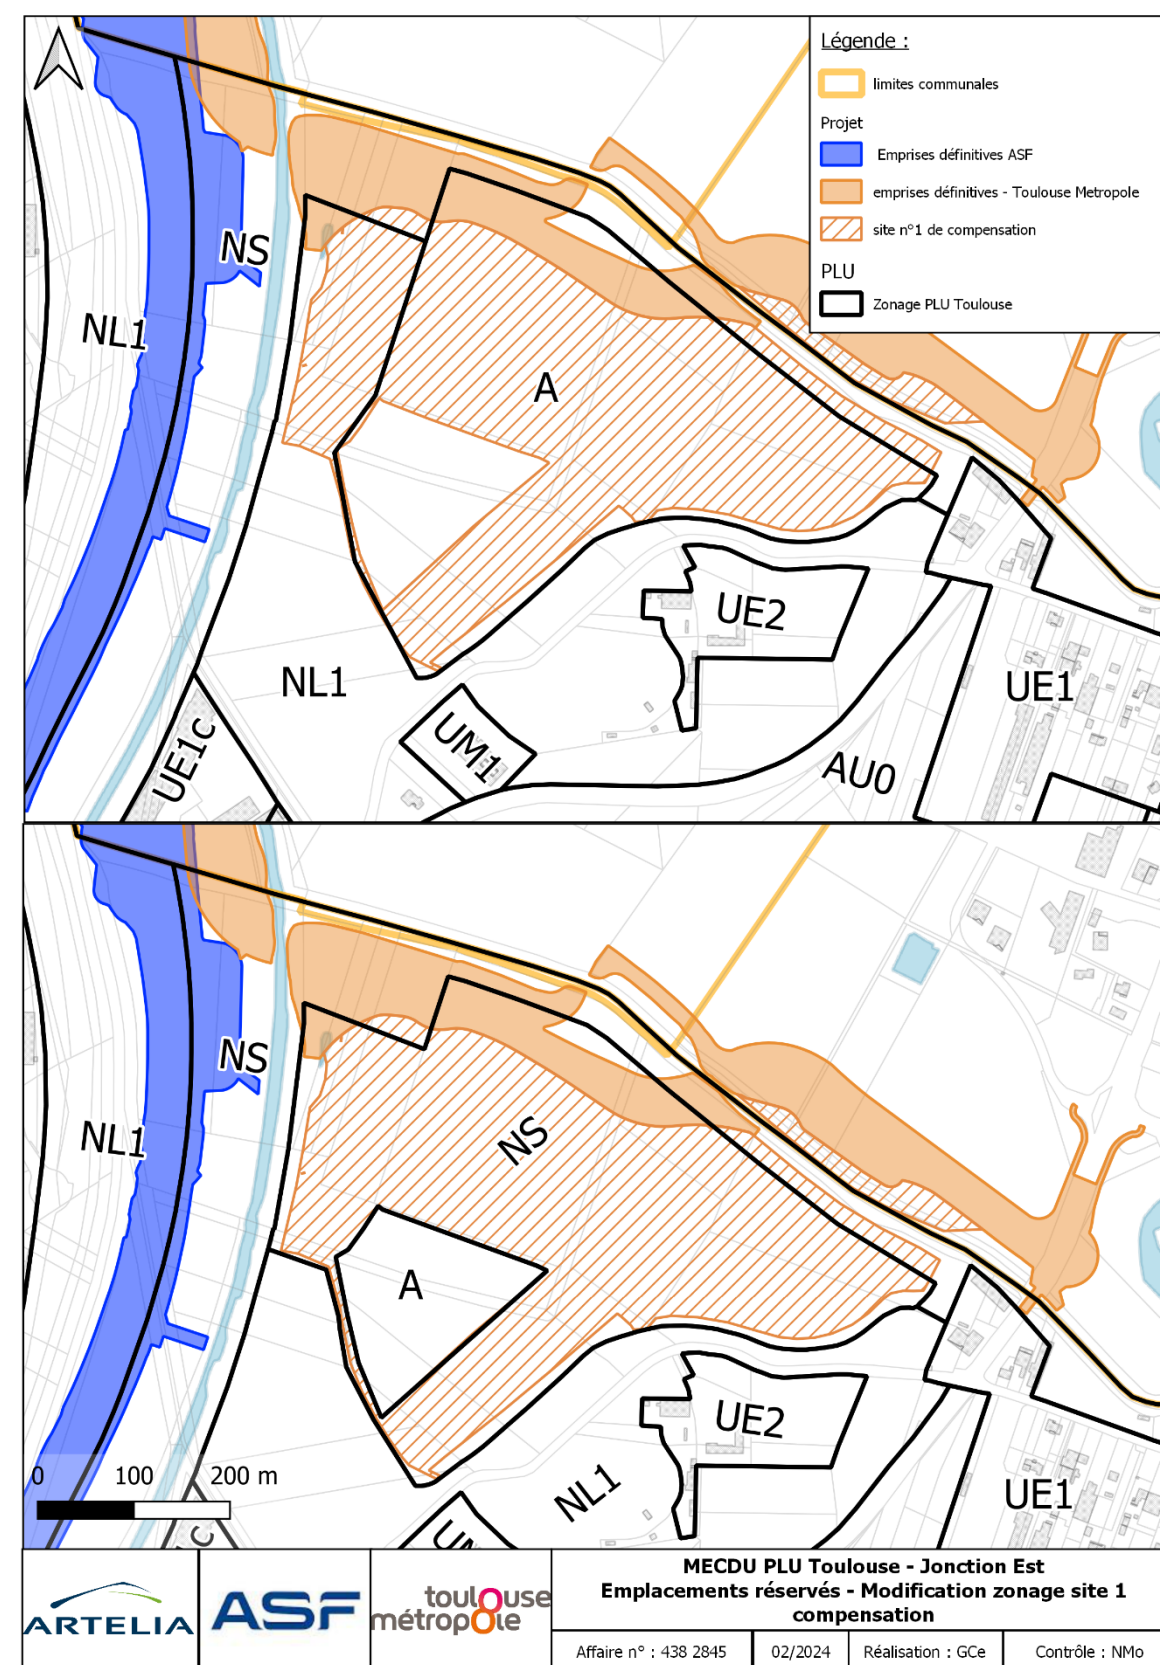 Légende :
limites communales
Projet
Emprises définitives ASF
emprises définitives - Toulouse Metropole
site n°1 de compensation
PLU
Zonage PLU Toulouse
NS
NL1
A
UE2
NL1
UE1
UM1
UE1c
AU0
NS
NL1
NS
A
UE2
NL1
UE1
0 100 200 m
ARTELIA
ASF
toulouse
métropole
MECDU PLU Toulouse - Jonction Est
Emplacements réservés - Modification zonage site 1
compensation
Affaire n° : 438 2845
02/2024
Réalisation : GCe
Contrôle : NMo